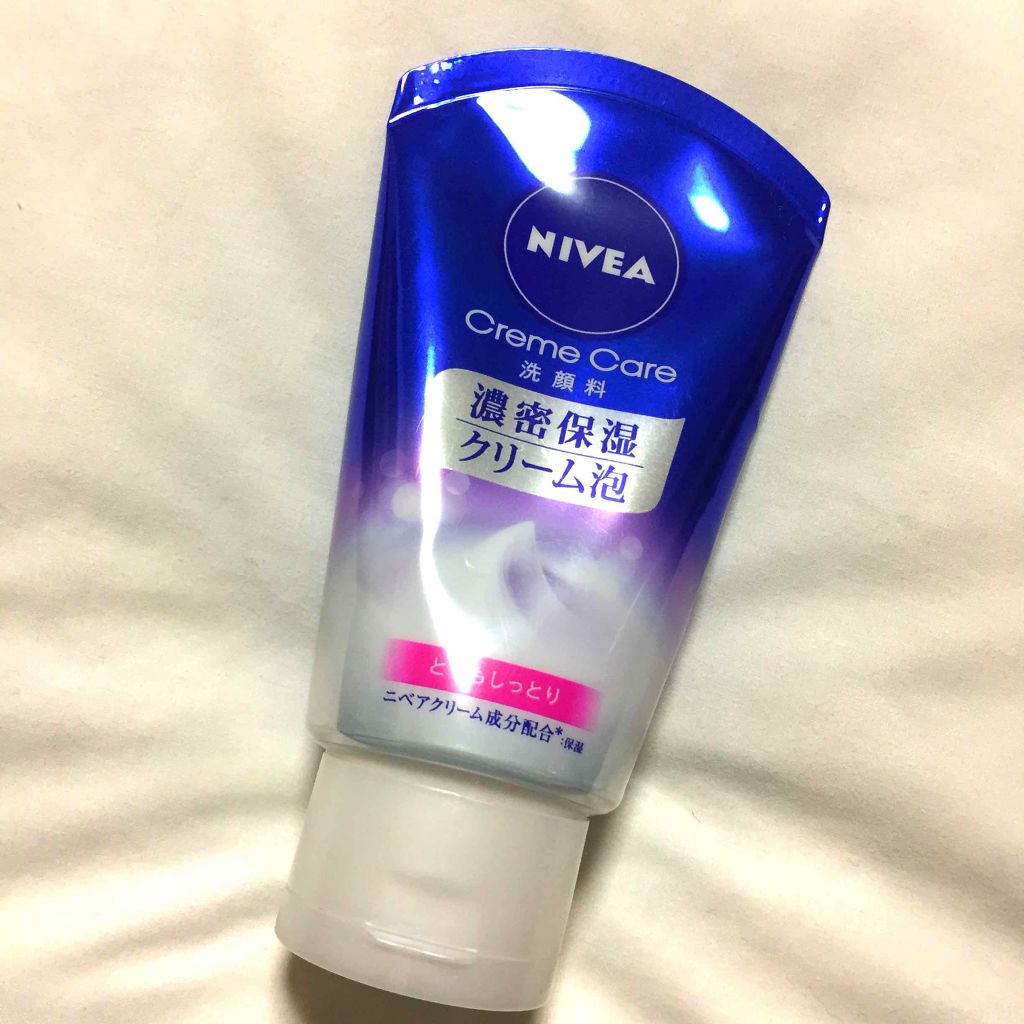 NIVEA
Creme Care
洗顔料
濃密保湿
クリーム泡
しっとり
ニベアクリーム成分配合*:保湿